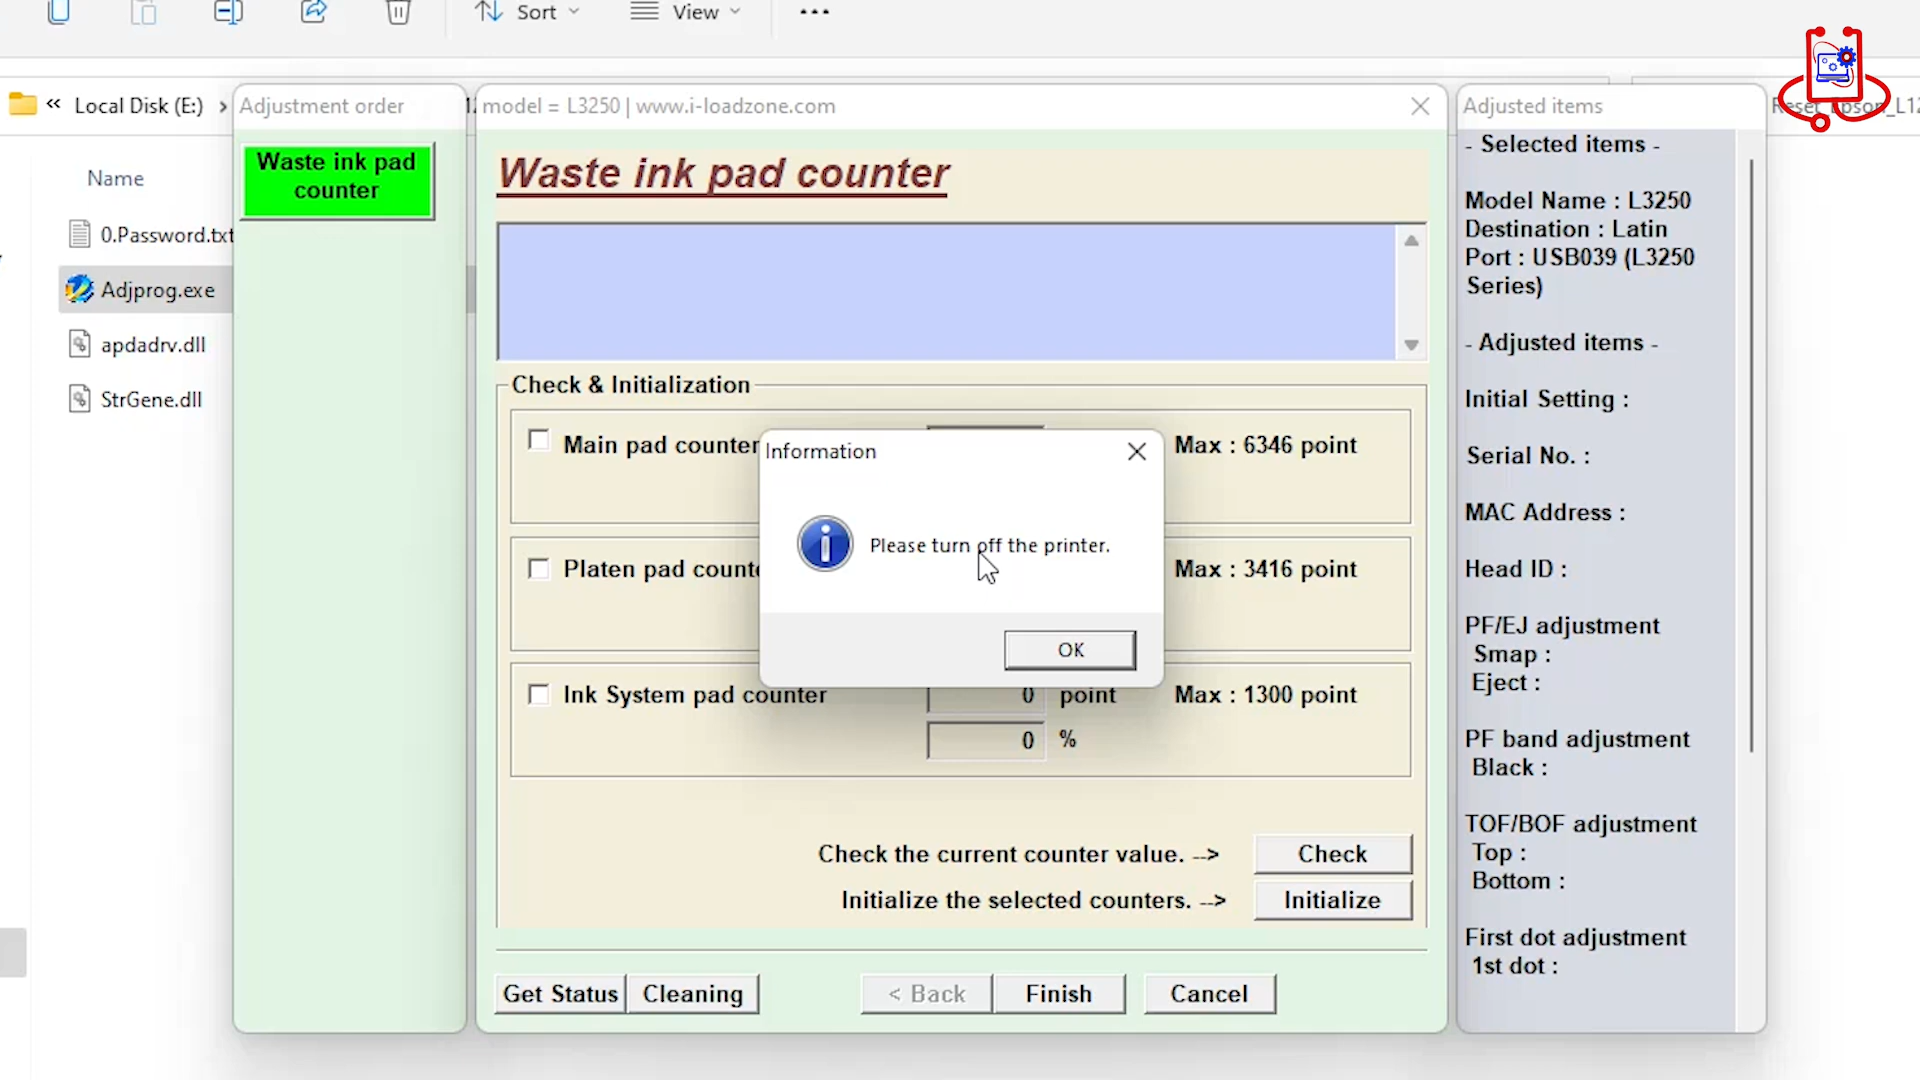 Sort
View
Local Disk (E:)
Adjustment order
model = L3250 | www.i-loadzone.com
Adjusted items
Name
0.Password.txt
Adjprog.exe
apdadrv.dll
StrGene.dll
Waste ink pad
counter
Waste ink pad counter
Check & Initialization
Main pad counter
Max : 6346 point
Platen pad counte
Max : 3416 point
Ink System pad counter
0 point
Max : 1300 point
0 %
Information
Please turn off the printer.
OK
Check the current counter value. -->
Check
Initialize the selected counters. -->
Initialize
Get Status
Cleaning
< Back
Finish
Cancel
- Selected items -
Model Name : L3250
Destination : Latin
Port : USB039 (L3250
Series)
- Adjusted items -
Initial Setting :
Serial No. :
MAC Address :
Head ID :
PF/EJ adjustment
Smap :
Eject :
PF band adjustment
Black :
TOF/BOF adjustment
Top :
Bottom :
First dot adjustment
1st dot :